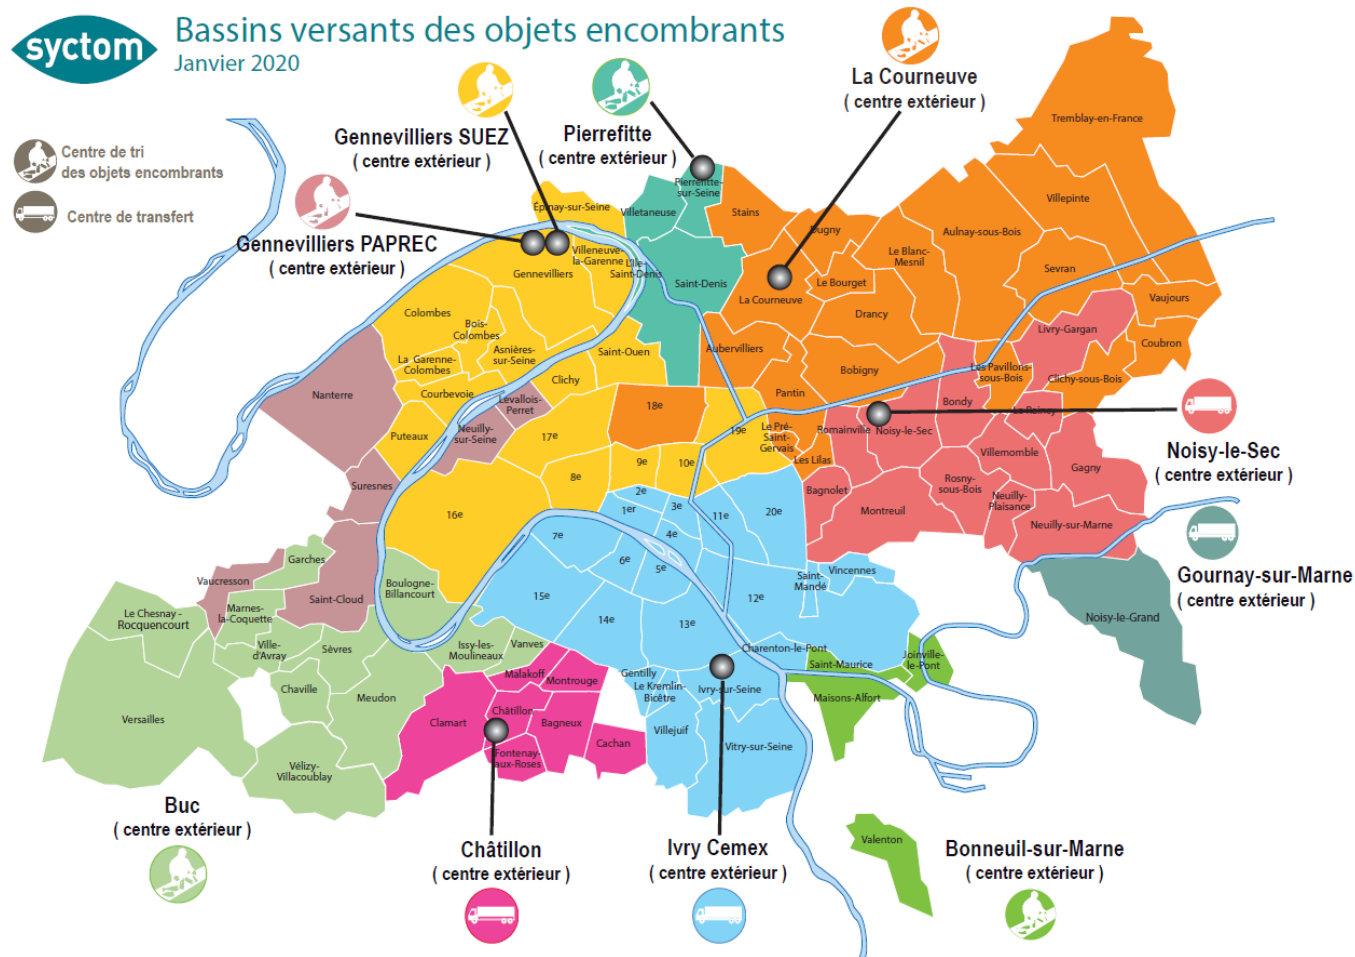 syctom
Bassins versants des objets encombrants
Janvier 2020
Centre de tri
des objets encombrants
Centre de transfert
Gennevilliers SUEZ
( centre extérieur )
Pierrefitte
( centre extérieur )
La Courneuve
( centre extérieur )
Gennevilliers PAPREC
( centre extérieur )
Tremblay-en-France
Villepinte
Aulnay-sous-Bois
Sevran
Vaujours
Coubron
Livry-Gargan
Clichy-sous-Bois
Les Pavillons-
sous-Bois
Le Raincy
Le Blanc-
Mesnil
Dugny
Le Bourget
Drancy
Stains
La Courneuve
Aubervilliers
Bobigny
Pantin
Le Pré-
Saint-
Gervais
Les Lilas
Pierrefitte-
sur-Seine
Villetaneuse
Saint-Denis
L'Ile-
Saint-Denis
Épinay-sur-Seine
Villeneuve-
la-Garenne
Gennevilliers
Colombes
Bois-
Colombes
La Garenne-
Colombes
Asnières-
sur-Seine
Saint-Ouen
Clichy
Courbevoie
Levallois-
Perret
Neuilly-
sur-Seine
Puteaux
Nanterre
Suresnes
Saint-Cloud
Vaucresson
Garches
Marnes-
la-Coquette
Ville-
d'Avray
Le Chesnay -
Rocquencourt
Versailles
Sèvres
Chaville
Meudon
Vélizy-
Villacoublay
Boulogne-
Billancourt
Issy-les-
Moulineaux
Vanves
Malakoff
Montrouge
Clamart
Châtillon
Bagneux
Fontenay-
aux-Roses
Cachan
Gentilly
Le Kremlin-
Bicêtre
Ivry-sur-Seine
Villejuif
Vitry-sur-Seine
Charenton-le-Pont
Saint-Maurice
Joinville-
le-Pont
Maisons-Alfort
Valenton
Saint-
Mandé
Vincennes
Romainville
Noisy-le-Sec
Bondy
Villemomble
Gagny
Rosny-
sous-Bois
Neuilly-
Plaisance
Neuilly-sur-Marne
Bagnolet
Montreuil
Noisy-le-Grand
18e
17e
19e
8e
9e
10e
16e
2e
1er
3e
4e
11e
20e
7e
6e
5e
12e
15e
14e
13e
Noisy-le-Sec
( centre extérieur )
Gournay-sur-Marne
( centre extérieur )
Buc
( centre extérieur )
Châtillon
( centre extérieur )
Ivry Cemex
( centre extérieur )
Bonneuil-sur-Marne
( centre extérieur )